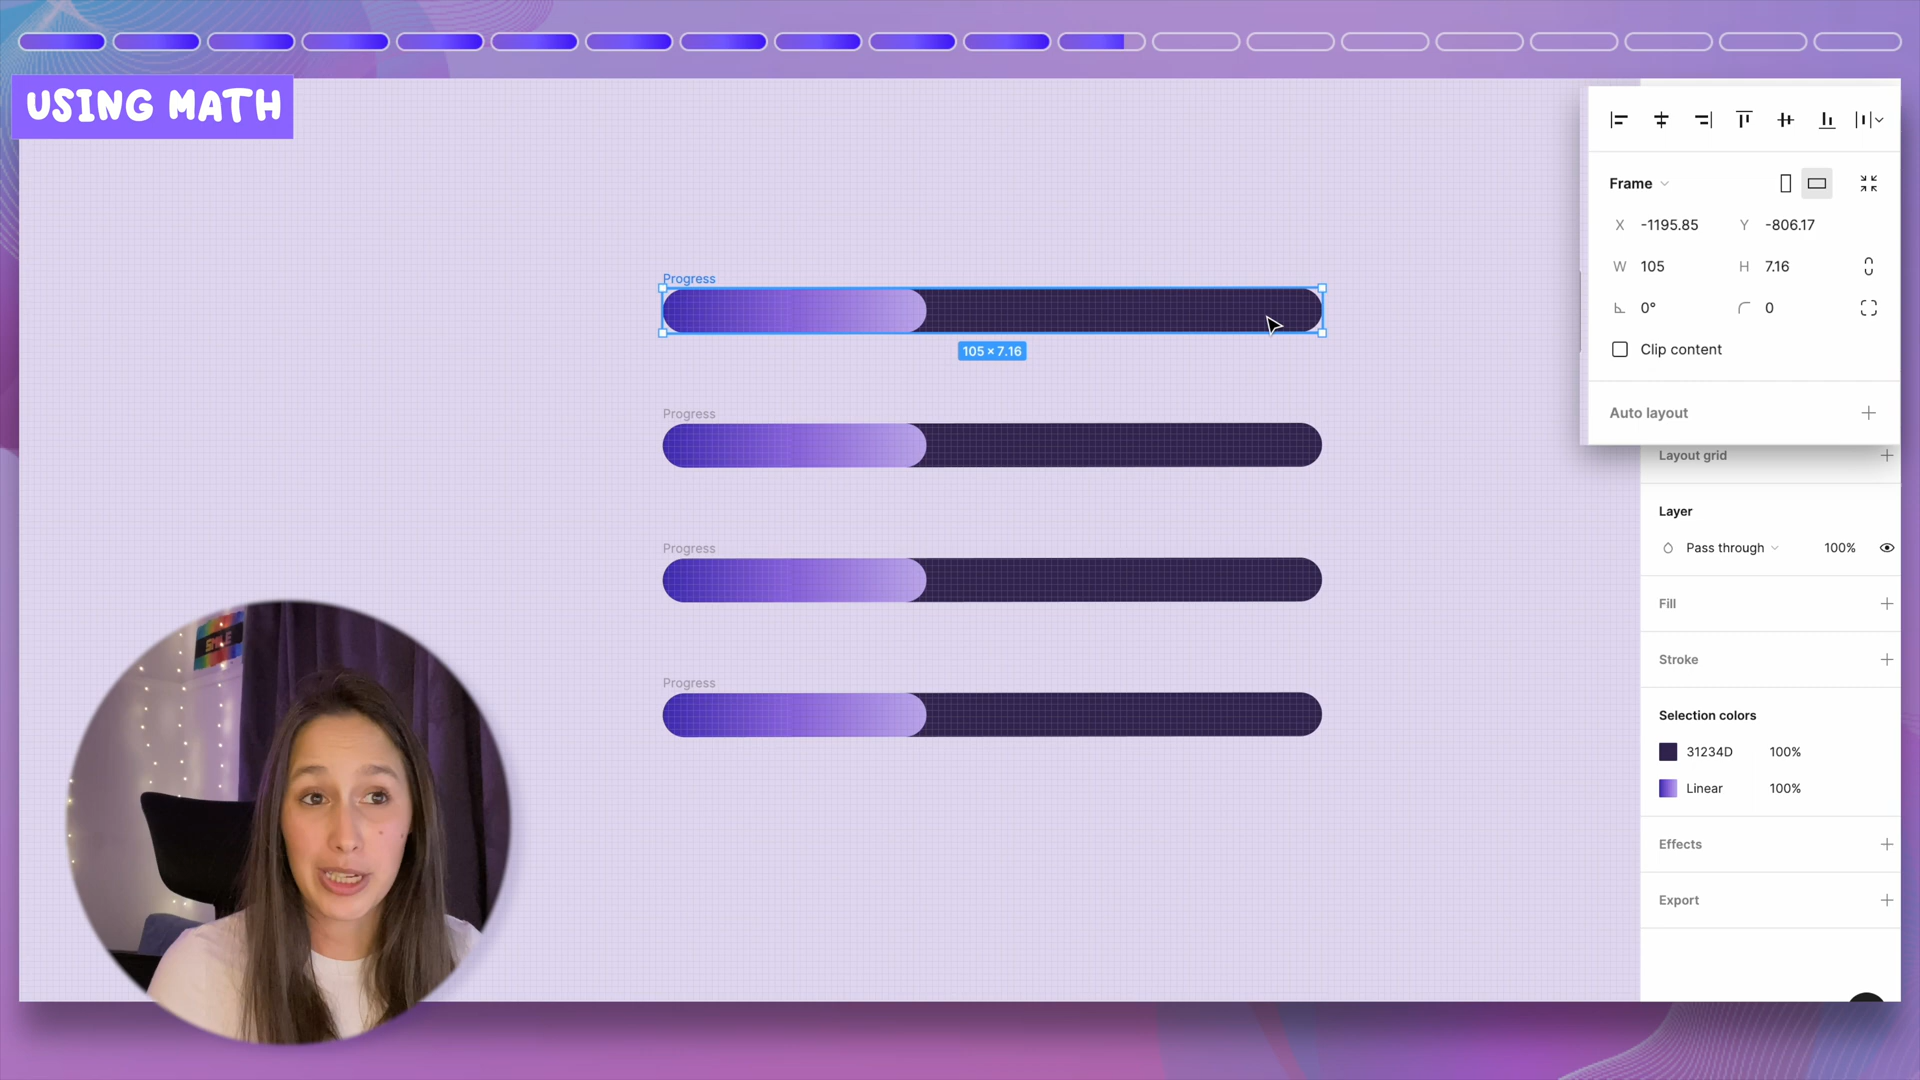 USING MATH
Frame
X -1195.85 Y -806.17
W 105 H 7.16
0° 0
Clip content
Auto layout
Layout grid
Layer
Pass through 100%
Fill
Stroke
Selection colors
31234D 100%
Linear 100%
Effects
Export
Progress
105 × 7.16
Progress
Progress
Progress
SMILE